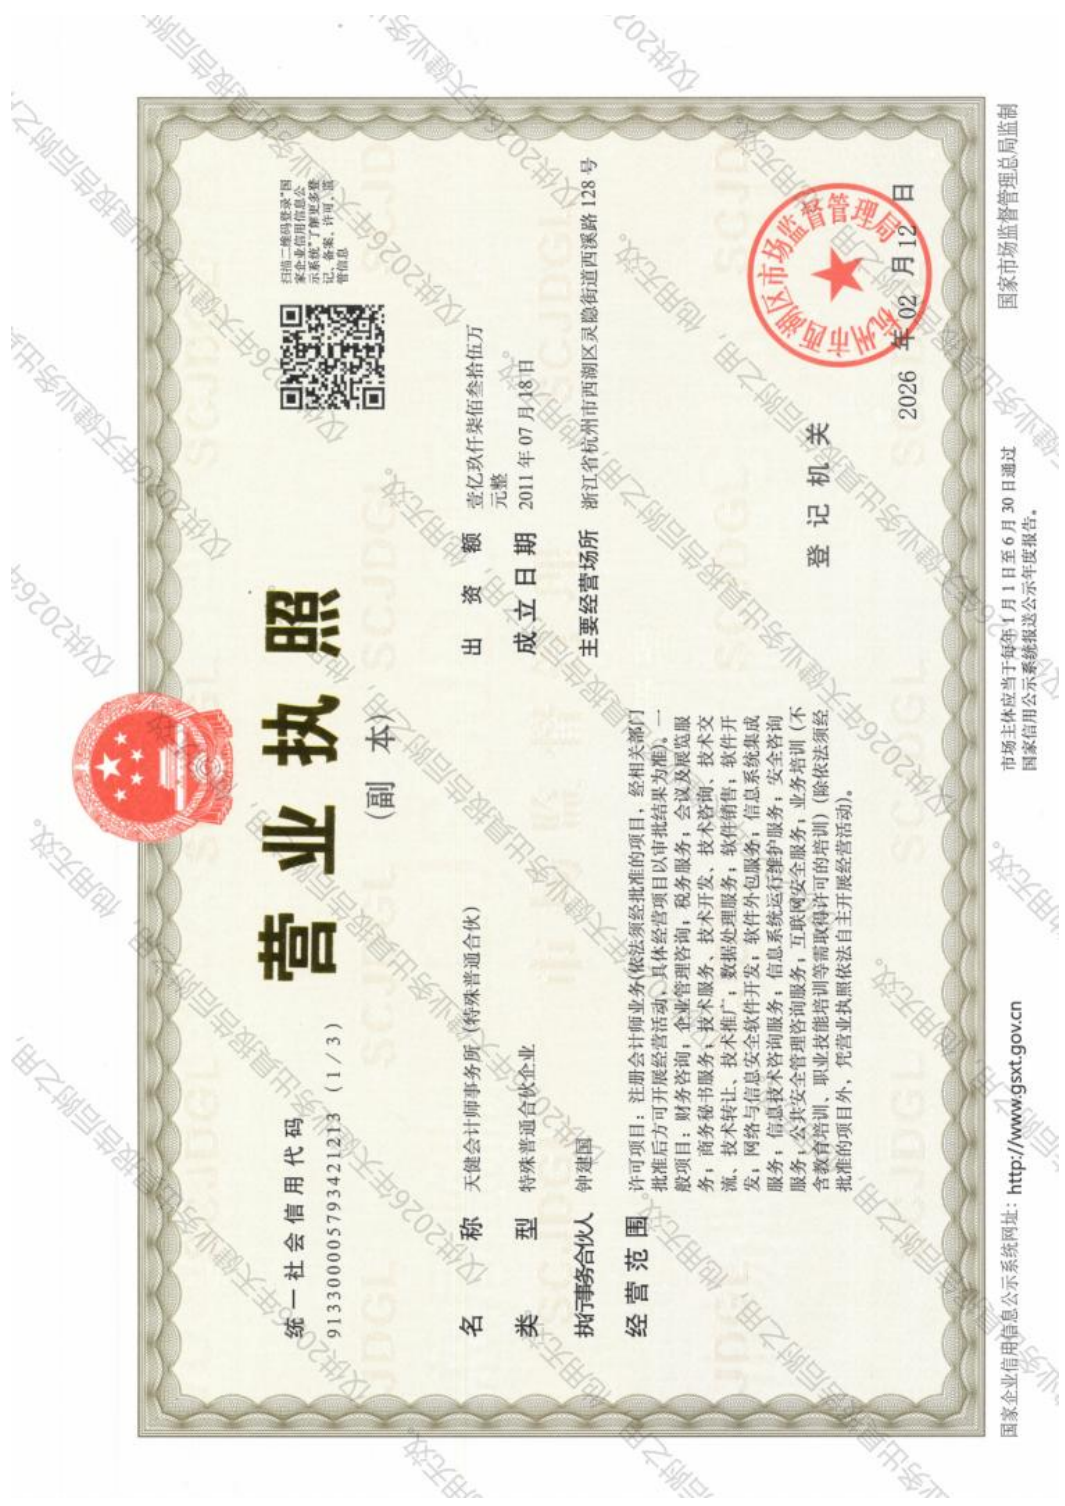 营业执照
(副 本)
统一社会信用代码
913300005793421213 (1/3)
扫描二维码登录“国
家企业信用信息公
示系统”了解更多登
记、备案、许可、监
管信息
名 称 天健会计师事务所(特殊普通合伙)
类 型 特殊普通合伙企业
执行事务合伙人 钟建国
经营范围 许可项目:注册会计师业务(依法须经批准的项目,经相关部门
批准后方可开展经营活动,具体经营项目以审批结果为准)。一
般项目:财务咨询;企业管理咨询;税务服务;会议及展览服
务;商务秘书服务;技术服务、技术开发、技术咨询、技术交
流、技术转让、技术推广;数据处理服务;软件销售;软件开
发;网络与信息安全软件开发;软件外包服务;信息系统集成
服务;信息技术咨询服务;信息系统运行维护服务;安全咨询
服务;公共安全管理咨询服务;互联网安全服务;业务培训(不
含教育培训、职业技能培训等需取得许可的培训)(除依法须经
批准的项目外,凭营业执照依法自主开展经营活动)。
出 资 额 壹亿玖仟柒佰叁拾伍万
元整
成立日期 2011年07月18日
主要经营场所 浙江省杭州市西湖区灵隐街道西溪路128号
登记机关
杭州市西湖区市场监督管理局
2026年02月12日
国家企业信用信息公示系统网址:http://www.gsxt.gov.cn
市场主体应当于每年1月1日至6月30日通过
国家信用公示系统报送公示年度报告。
国家市场监督管理总局监制
仅供2026年天健业务出具报告后附之用,他用无效。